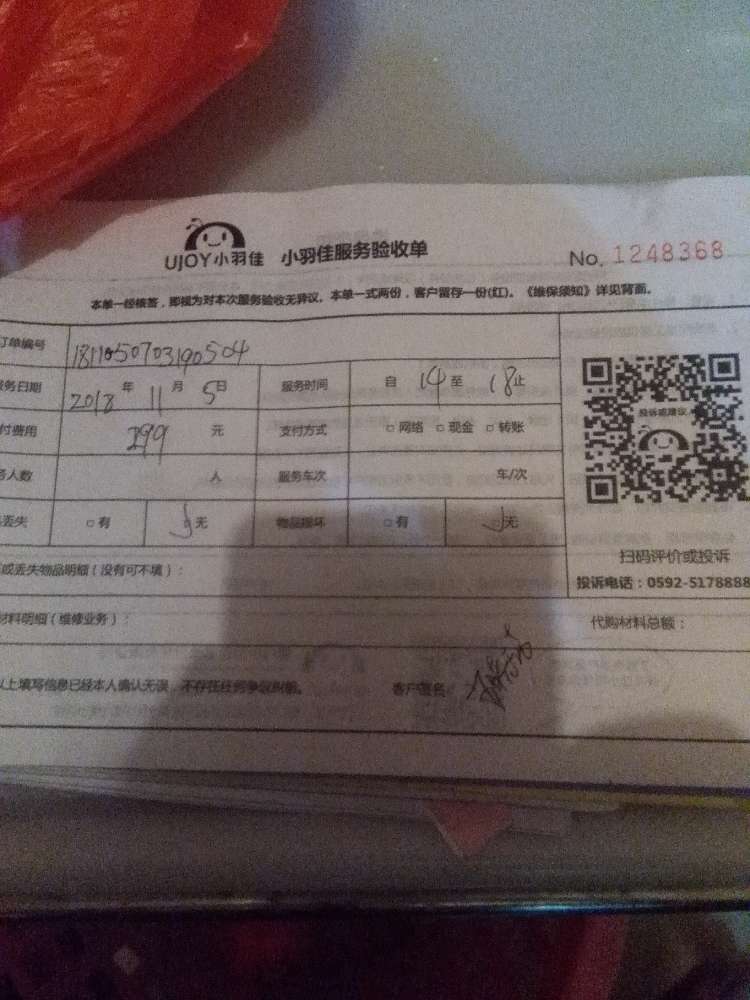 UJOY小羽佳 小羽佳服务验收单 No. 1248368
本单一经核签，即视为对本次服务验收无异议。本单一式两份，客户留存一份(红)。《维保须知》详见背面。
订单编号 1811050703190504
服务日期 2018 年 11 月 5 日 服务时间 自 14 至 18 止
付费用 299 元 支付方式 □网络 □现金 □转账
务人数 人 服务车次 车/次
丢失 □有 □无 物品损坏 □有 □无
投诉或建议
扫码评价或投诉
投诉电话：0592-5178888
或丢失物品明细（没有可不填）：
材料明细（维修业务）： 代购材料总额：
以上填写信息已经本人确认无误，不存在任何争议纠纷。 客户签名